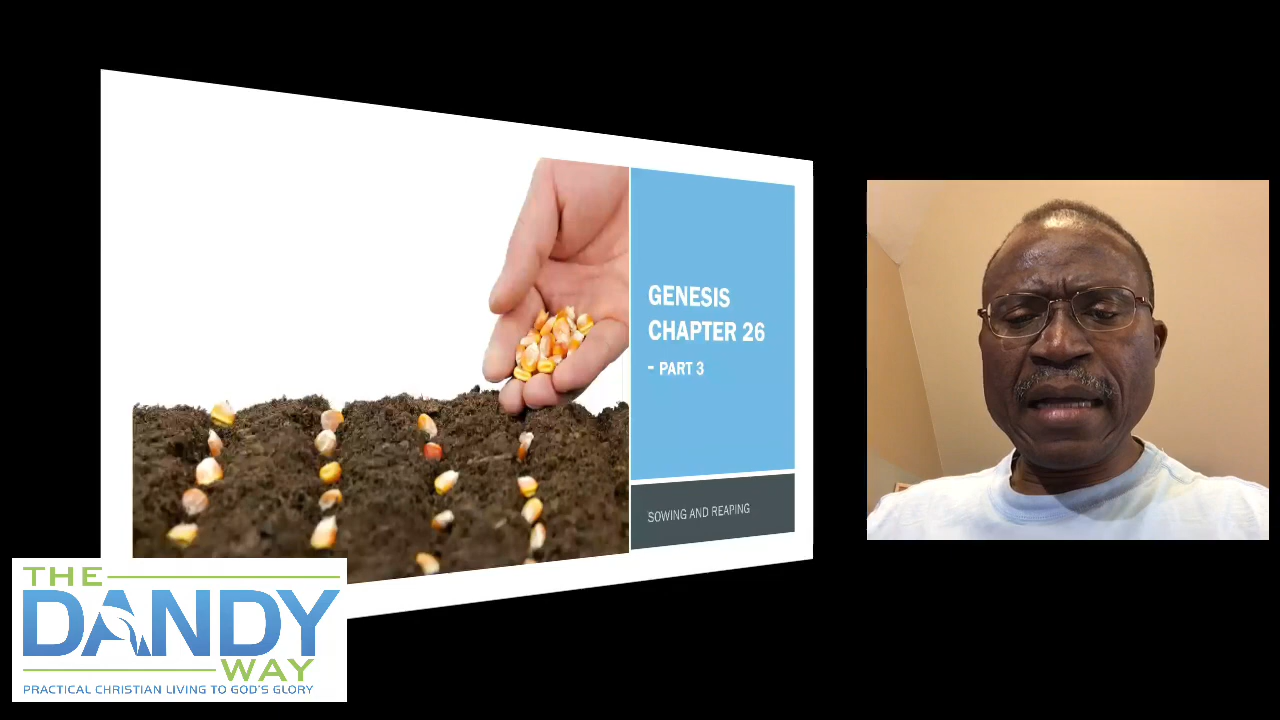 GENESIS
CHAPTER 26
- PART 3
SOWING AND REAPING
THE
DANDY
WAY
PRACTICAL CHRISTIAN LIVING TO GOD'S GLORY